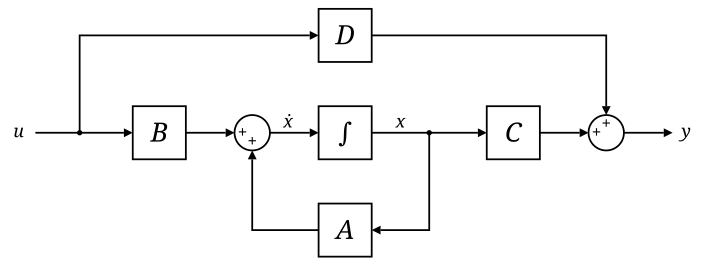 D
u B + + ẋ ∫ x C + + y
A